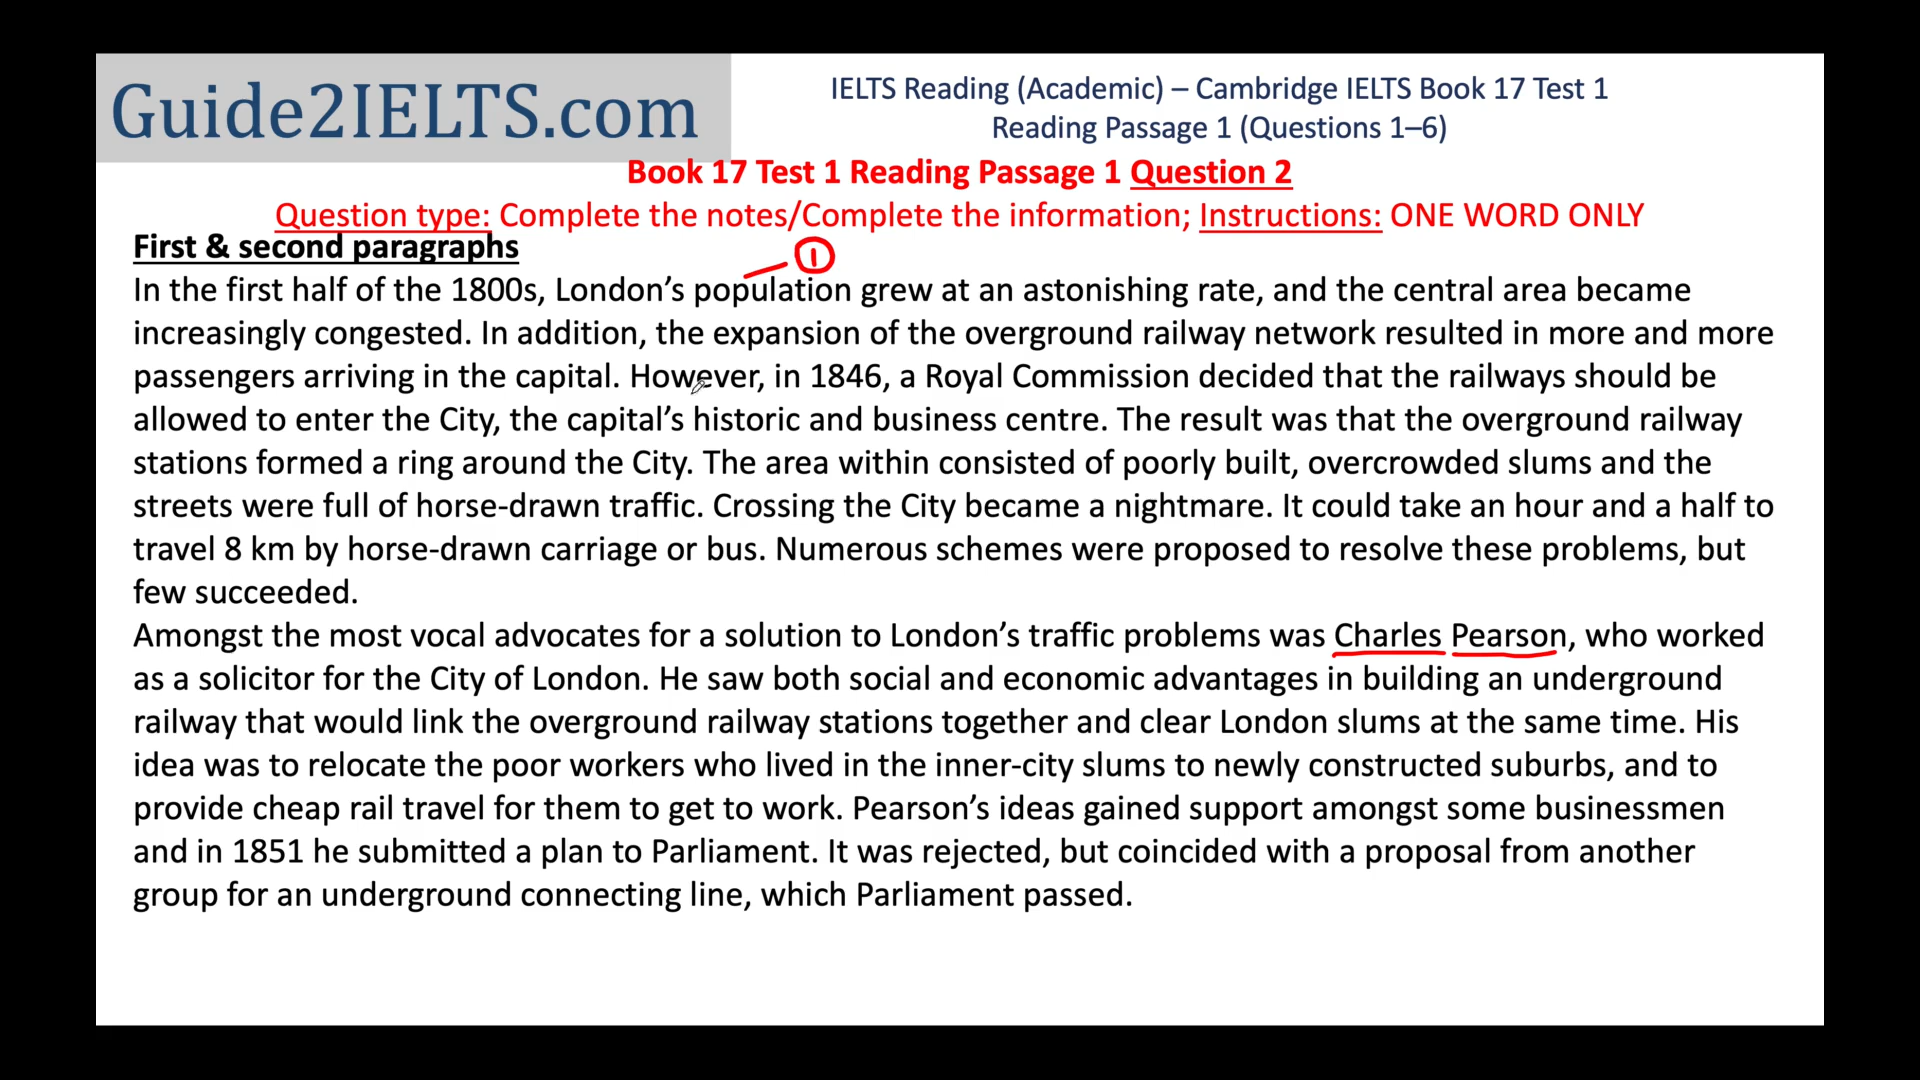 Guide2IELTS.com
IELTS Reading (Academic) – Cambridge IELTS Book 17 Test 1
Reading Passage 1 (Questions 1–6)
Book 17 Test 1 Reading Passage 1 Question 2
Question type: Complete the notes/Complete the information; Instructions: ONE WORD ONLY
First & second paragraphs
1
In the first half of the 1800s, London’s population grew at an astonishing rate, and the central area became
increasingly congested. In addition, the expansion of the overground railway network resulted in more and more
passengers arriving in the capital. However, in 1846, a Royal Commission decided that the railways should be
allowed to enter the City, the capital’s historic and business centre. The result was that the overground railway
stations formed a ring around the City. The area within consisted of poorly built, overcrowded slums and the
streets were full of horse-drawn traffic. Crossing the City became a nightmare. It could take an hour and a half to
travel 8 km by horse-drawn carriage or bus. Numerous schemes were proposed to resolve these problems, but
few succeeded.
Amongst the most vocal advocates for a solution to London’s traffic problems was Charles Pearson, who worked
as a solicitor for the City of London. He saw both social and economic advantages in building an underground
railway that would link the overground railway stations together and clear London slums at the same time. His
idea was to relocate the poor workers who lived in the inner-city slums to newly constructed suburbs, and to
provide cheap rail travel for them to get to work. Pearson’s ideas gained support amongst some businessmen
and in 1851 he submitted a plan to Parliament. It was rejected, but coincided with a proposal from another
group for an underground connecting line, which Parliament passed.